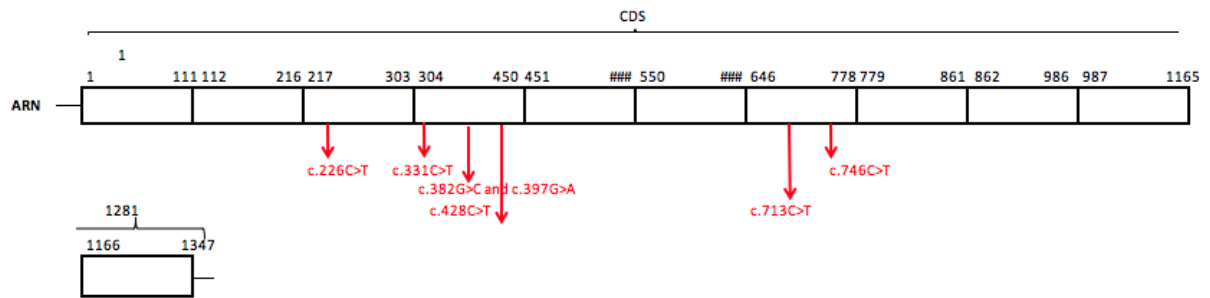 CDS
1
1 111 112 216 217 303 304 450 451 ### 550 ### 646 778 779 861 862 986 987 1165
ARN
c.226C>T c.331C>T c.746C>T
c.382G>C and c.397G>A
c.428C>T c.713C>T
1281
1166 1347